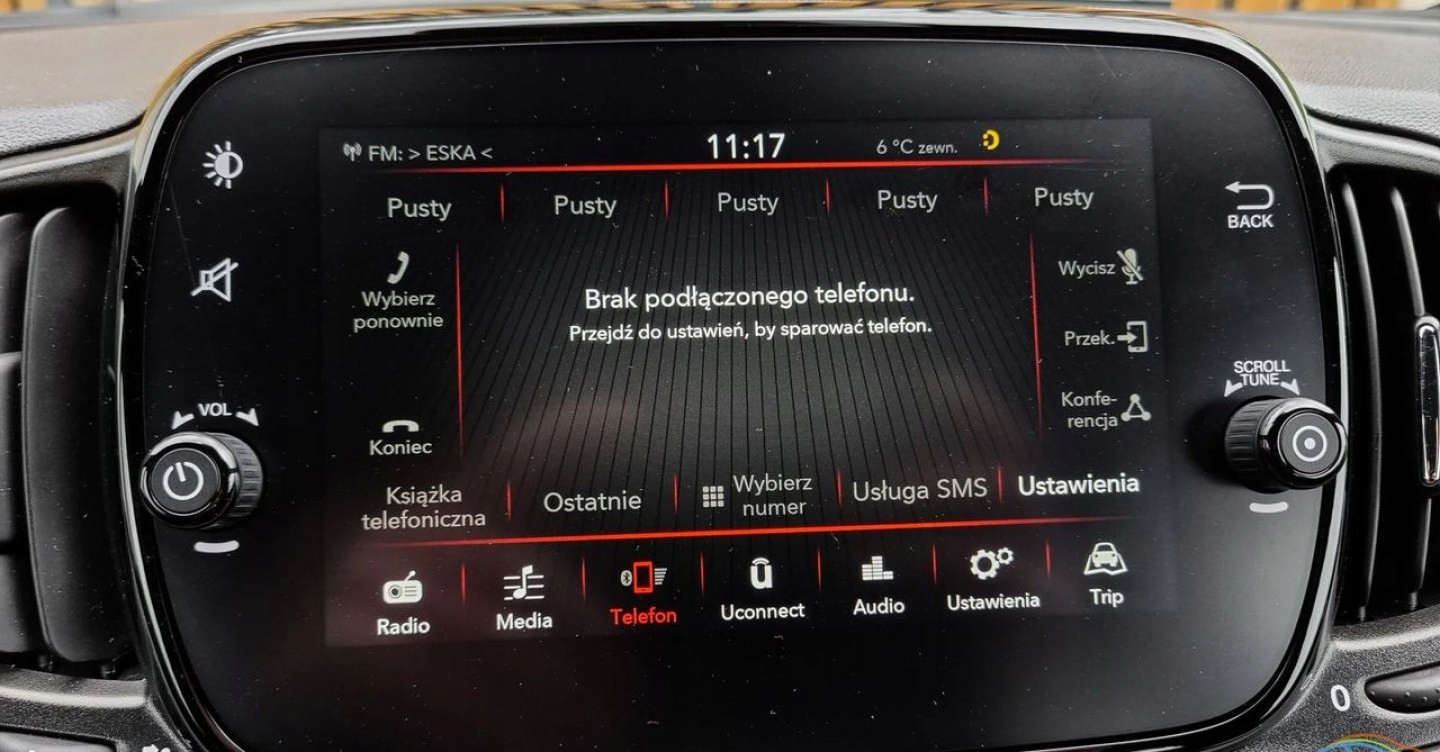 FM: > ESKA <
11:17
6 °C zewn.
Pusty
Pusty
Pusty
Pusty
Pusty
BACK
Wybierz
ponownie
Brak podłączonego telefonu.
Przejdź do ustawień, by sparować telefon.
Wycisz
Przek.
Konfe-
rencja
VOL
SCROLL
TUNE
Koniec
Książka
telefoniczna
Ostatnie
Wybierz
numer
Usługa SMS
Ustawienia
Radio
Media
Telefon
Uconnect
Audio
Ustawienia
Trip
0